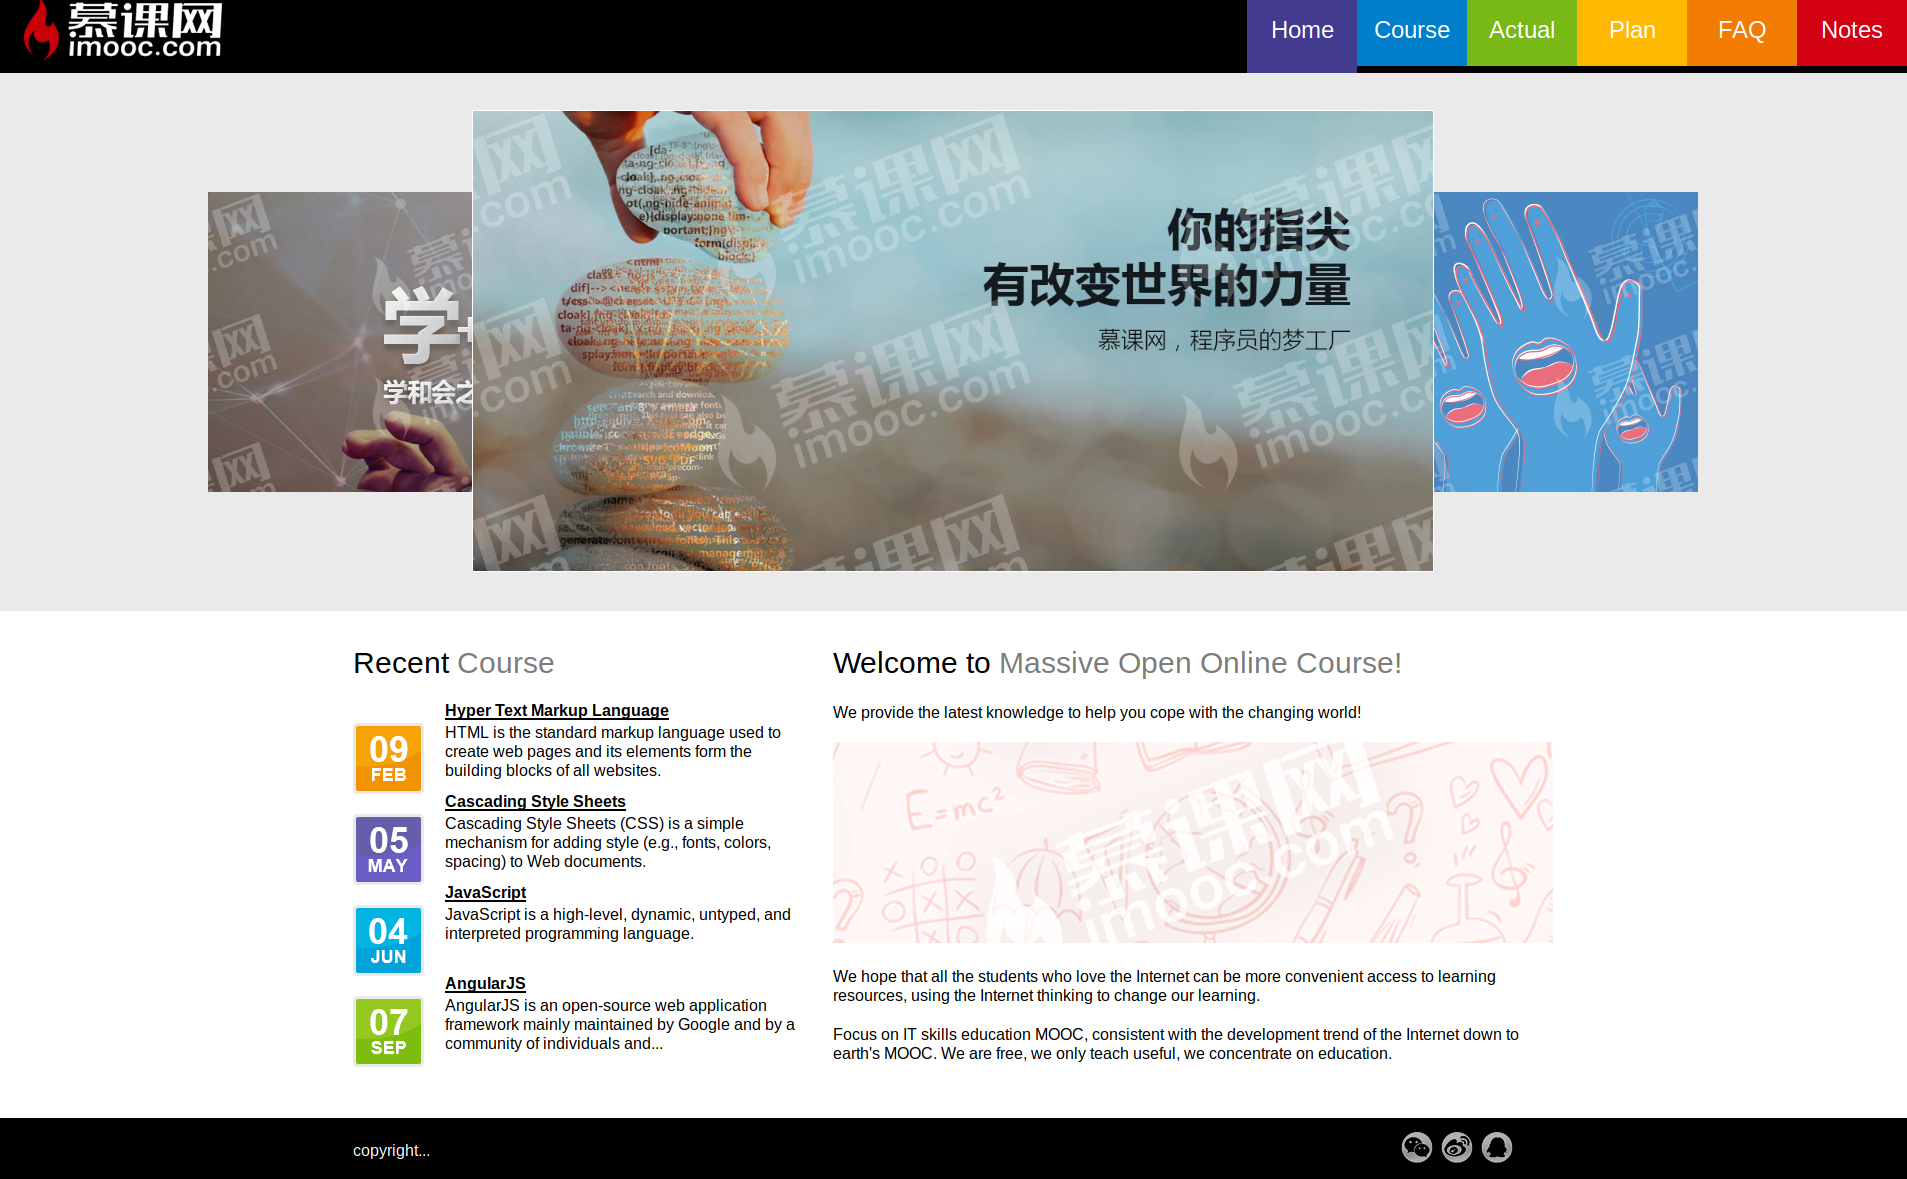 慕课网
imooc.com
Home Course Actual Plan FAQ Notes
你的指尖
有改变世界的力量
慕课网，程序员的梦工厂
学
学和会之
Recent Course
Hyper Text Markup Language
09
FEB
HTML is the standard markup language used to
create web pages and its elements form the
building blocks of all websites.
Cascading Style Sheets
05
MAY
Cascading Style Sheets (CSS) is a simple
mechanism for adding style (e.g., fonts, colors,
spacing) to Web documents.
JavaScript
04
JUN
JavaScript is a high-level, dynamic, untyped, and
interpreted programming language.
AngularJS
07
SEP
AngularJS is an open-source web application
framework mainly maintained by Google and by a
community of individuals and...
Welcome to Massive Open Online Course!
We provide the latest knowledge to help you cope with the changing world!
E=mc²
慕课网
imooc.com
We hope that all the students who love the Internet can be more convenient access to learning
resources, using the Internet thinking to change our learning.
Focus on IT skills education MOOC, consistent with the development trend of the Internet down to
earth's MOOC. We are free, we only teach useful, we concentrate on education.
copyright...